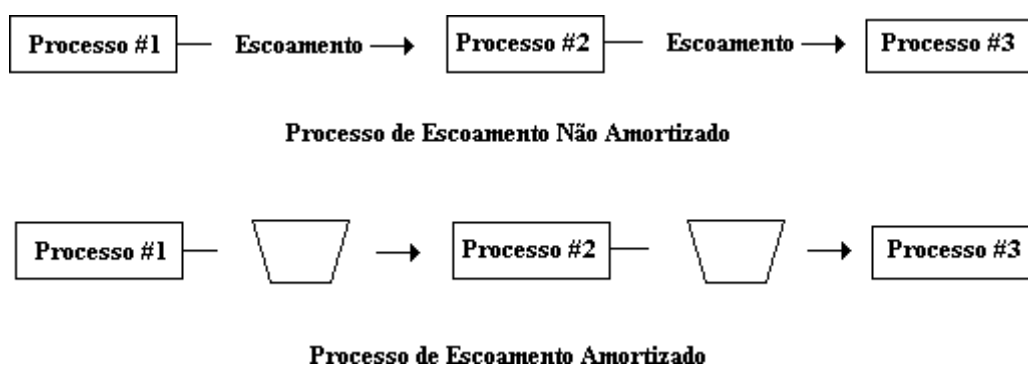 Processo #1 Escoamento Processo #2 Escoamento Processo #3
Processo de Escoamento Não Amortizado
Processo #1 Processo #2 Processo #3
Processo de Escoamento Amortizado